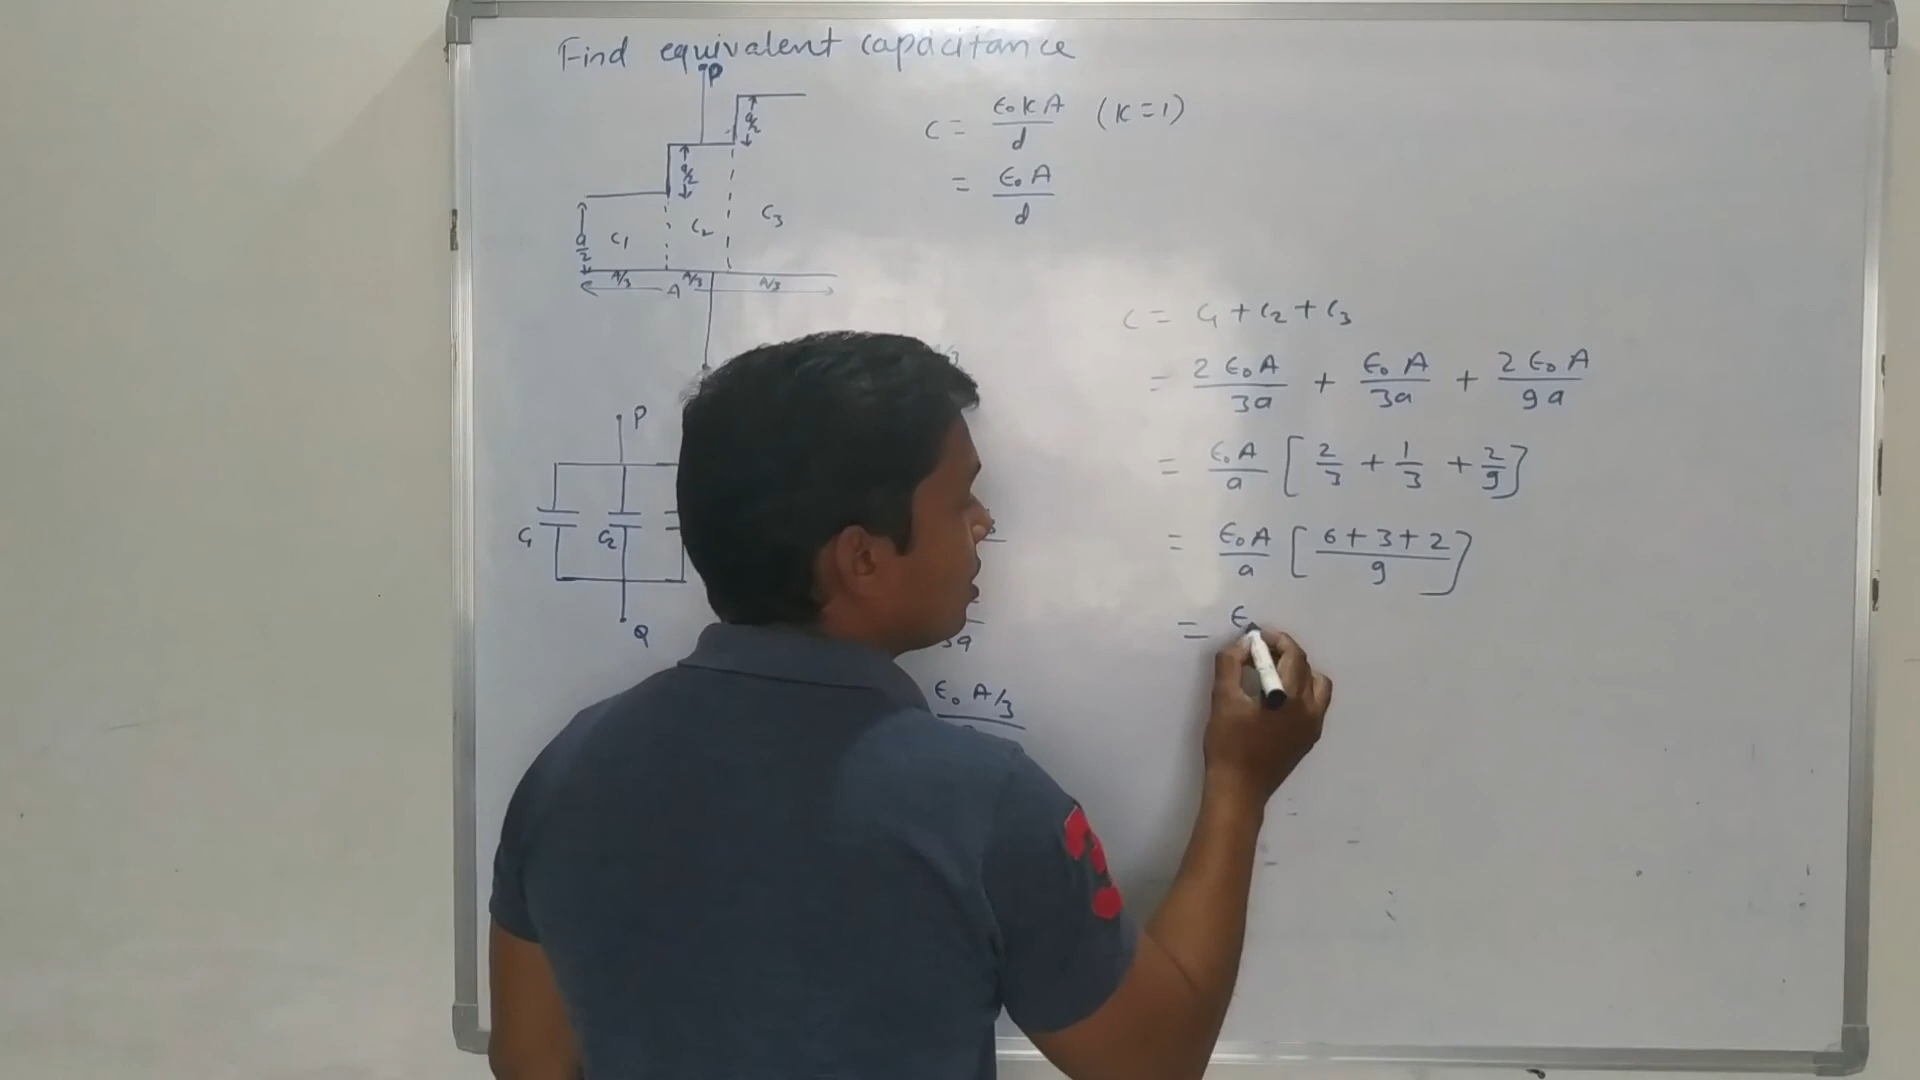 Find equivalent capacitance
P
a/2
a/2
a/2
C1 C2 C3
A/3 A/3 A/3
A
C = ϵ₀KA/d (K=1)
= ϵ₀A/d
P
C1 C2
Q
3a
ϵ₀ A/3
C = C1 + C2 + C3
= 2ϵ₀A/3a + ϵ₀A/3a + 2ϵ₀A/9a
= ϵ₀A/a [2/3 + 1/3 + 2/9]
= ϵ₀A/a [6+3+2/9]
= ϵ